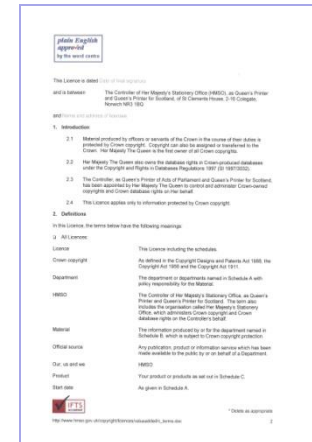 plain English
approved
by the word centre
This Licence is dated [date of final signature]
and is between The Controller of Her Majesty's Stationery Office (HMSO), as Queen's Printer
and Queen's Printer for Scotland, of St Clements House, 2-16 Colegate,
Norwich NR3 1BQ
and [name and address of licensee]
1. Introduction
2.1 Material produced by officers or servants of the Crown in the course of their duties is
protected by Crown copyright. Copyright can also be assigned or transferred to the
Crown. Her Majesty The Queen is the first owner of all Crown copyrights.
2.2 Her Majesty The Queen also owns the database rights in Crown-produced databases
under the Copyright and Rights in Databases Regulations 1997 (SI 1997/3032).
2.3 The Controller, as Queen's Printer of Acts of Parliament and Queen's Printer for Scotland,
has been appointed by Her Majesty The Queen to control and administer Crown-owned
copyrights and Crown database rights on Her behalf.
2.4 This Licence applies only to information protected by Crown copyright.
2. Definitions
In this Licence, the terms below have the following meanings:
All Licences:
Licence This Licence including the schedules.
Crown copyright As defined in the Copyright Designs and Patents Act 1988, the
Copyright Act 1956 and the Copyright Act 1911.
Department The department or departments named in Schedule A with
policy responsibility for the Material.
HMSO The Controller of Her Majesty's Stationery Office, as Queen's
Printer and Queen's Printer for Scotland. The term also
includes the organisation called Her Majesty's Stationery
Office, which administers Crown copyright and Crown
database rights on the Controller's behalf.
Material The information produced by or for the department named in
Schedule B, which is subject to Crown copyright protection.
Official source Any publication, product or information service which has been
made available to the public by or on behalf of a Department.
Our, us and we HMSO
Product Your product or products as set out in Schedule C.
Start date As given in Schedule A.
IFTS
* Delete as appropriate